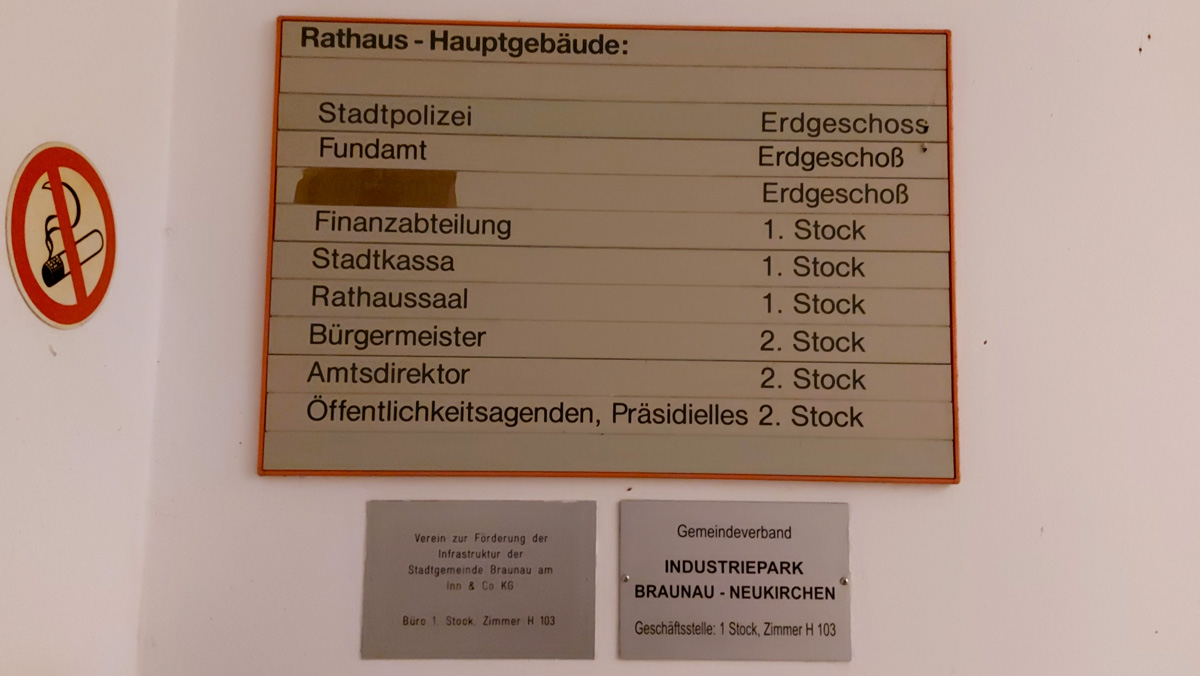 Rathaus - Hauptgebäude:
Stadtpolizei Erdgeschoss
Fundamt Erdgeschoß
Erdgeschoß
Finanzabteilung 1. Stock
Stadtkassa 1. Stock
Rathaussaal 1. Stock
Bürgermeister 2. Stock
Amtsdirektor 2. Stock
Öffentlichkeitsagenden, Präsidielles 2. Stock
Verein zur Förderung der
Infrastruktur der
Stadtgemeinde Braunau am
Inn & Co KG
Büro 1. Stock. Zimmer H 103
Gemeindeverband
INDUSTRIEPARK
BRAUNAU - NEUKIRCHEN
Geschäftsstelle: 1 Stock, Zimmer H 103